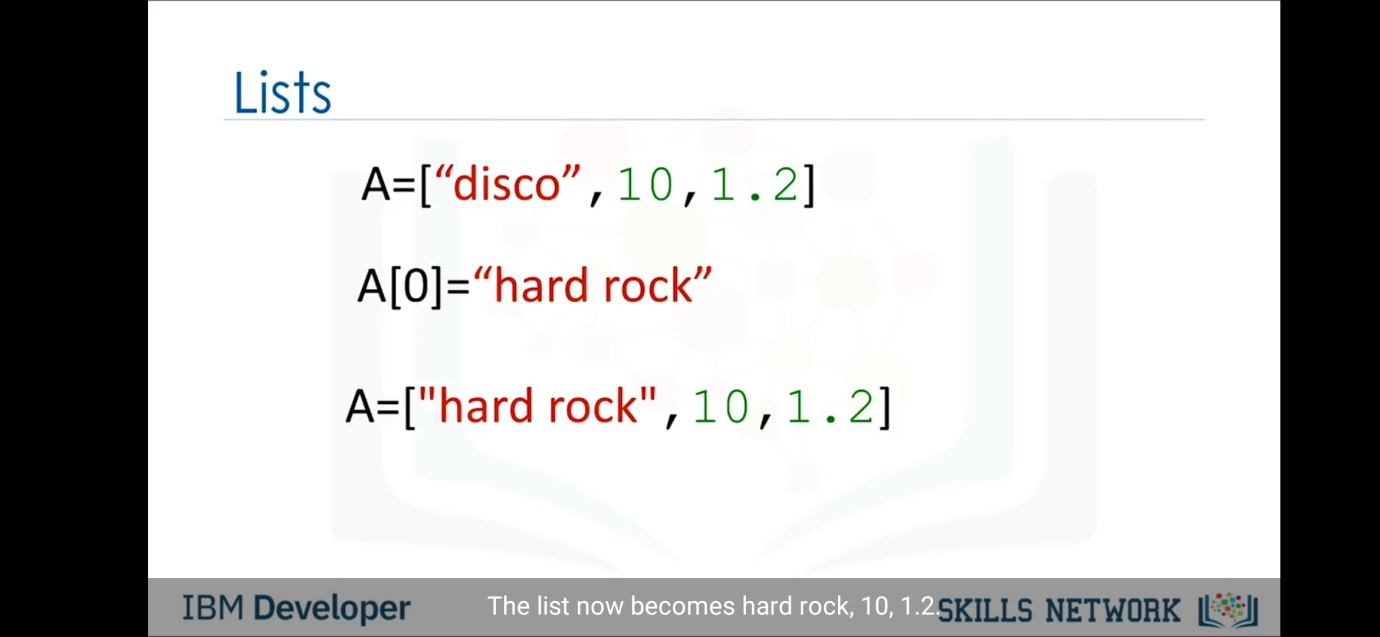 Lists
A=[“disco”,10,1.2]
A[0]=“hard rock”
A=["hard rock",10,1.2]
IBM Developer
The list now becomes hard rock, 10, 1.2.
SKILLS NETWORK